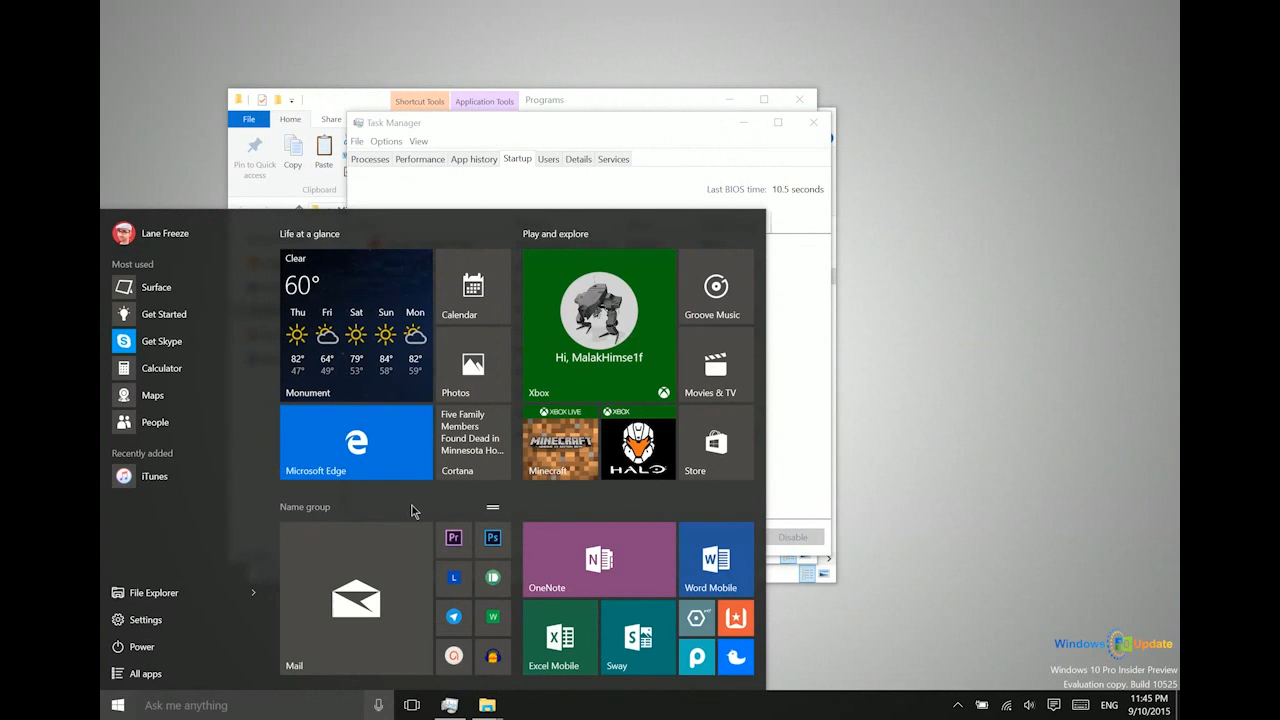 Shortcut Tools
Application Tools
Programs
File
Home
Share
Pin to Quick
access
Copy
Paste
Clipboard
Task Manager
File Options View
Processes Performance App history Startup Users Details Services
Last BIOS time: 10.5 seconds
Disable
Lane Freeze
Most used
Surface
Get Started
Get Skype
Calculator
Maps
People
Recently added
iTunes
File Explorer
Settings
Power
All apps
Life at a glance
Clear
60°
Thu Fri Sat Sun Mon
82° 64° 79° 84° 82°
47° 49° 53° 58° 59°
Monument
Calendar
Photos
Microsoft Edge
Five Family
Members
Found Dead in
Minnesota Ho...
Cortana
Play and explore
Hi, MalakHimse1f
Xbox
Groove Music
Movies & TV
XBOX LIVE
MINECRAFT
Minecraft
XBOX
HALO
Store
Name group
Mail
Pr
Ps
L
W
OneNote
Word Mobile
Excel Mobile
Sway
Windows FQ Update
Windows 10 Pro Insider Preview
Evaluation copy. Build 10525
Ask me anything
ENG
11:45 PM
9/10/2015